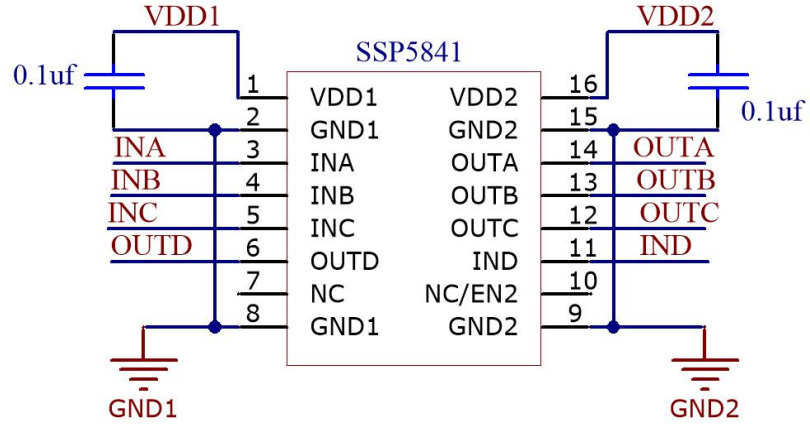 VDD1 VDD2
SSP5841
0.1uf 0.1uf
1 VDD1 VDD2 16
2 GND1 GND2 15
INA 3 INA OUTA 14 OUTA
INB 4 INB OUTB 13 OUTB
INC 5 INC OUTC 12 OUTC
OUTD 6 OUTD IND 11 IND
7 NC NC/EN2 10
8 GND1 GND2 9
GND1 GND2